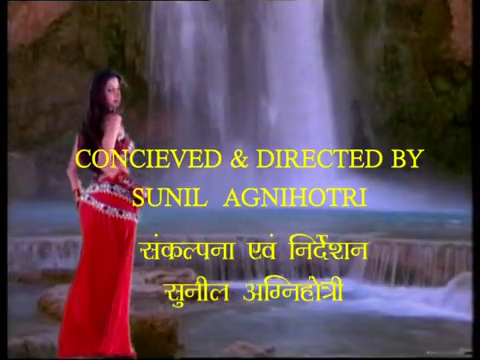 CONCIEVED & DIRECTED BY
SUNIL AGNIHOTRI
संकल्पना एवं निर्देशन
सुनील अग्निहोत्री